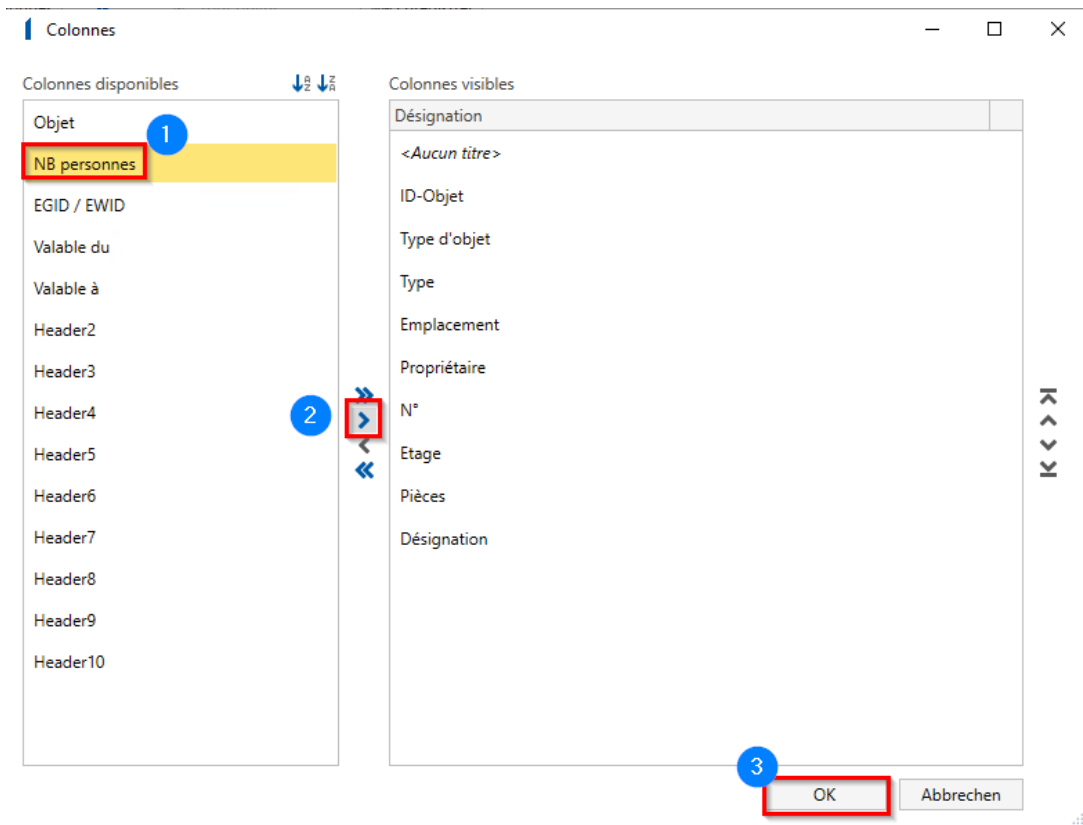 Colonnes
Colonnes disponibles
Objet
1
NB personnes
EGID / EWID
Valable du
Valable à
Header2
Header3
Header4
Header5
Header6
Header7
Header8
Header9
Header10
2
Colonnes visibles
Désignation
<Aucun titre>
ID-Objet
Type d'objet
Type
Emplacement
Propriétaire
N°
Etage
Pièces
Désignation
3
OK
Abbrechen